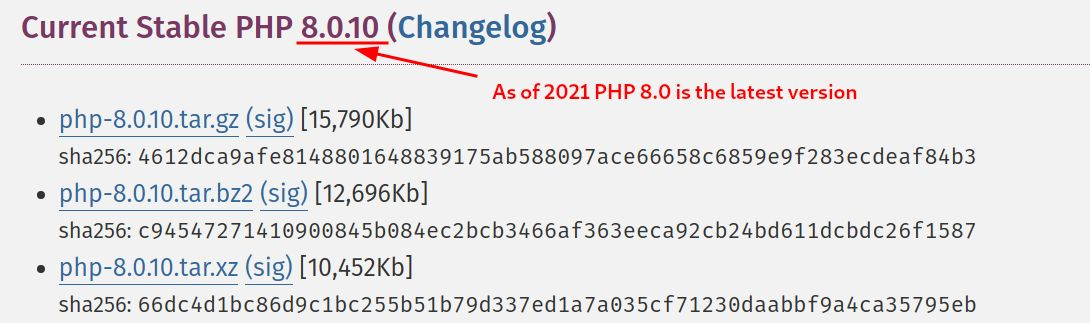 Current Stable PHP 8.0.10 (Changelog)
As of 2021 PHP 8.0 is the latest version
php-8.0.10.tar.gz (sig) [15,790Kb]
sha256: 4612dca9afe8148801648839175ab588097ace66658c6859e9f283ecdeaf84b3
php-8.0.10.tar.bz2 (sig) [12,696Kb]
sha256: c94547271410900845b084ec2bcb3466af363eeca92cb24bd611dcbdc26f1587
php-8.0.10.tar.xz (sig) [10,452Kb]
sha256: 66dc4d1bc86d9c1bc255b51b79d337ed1a7a035cf71230daabbf9a4ca35795eb